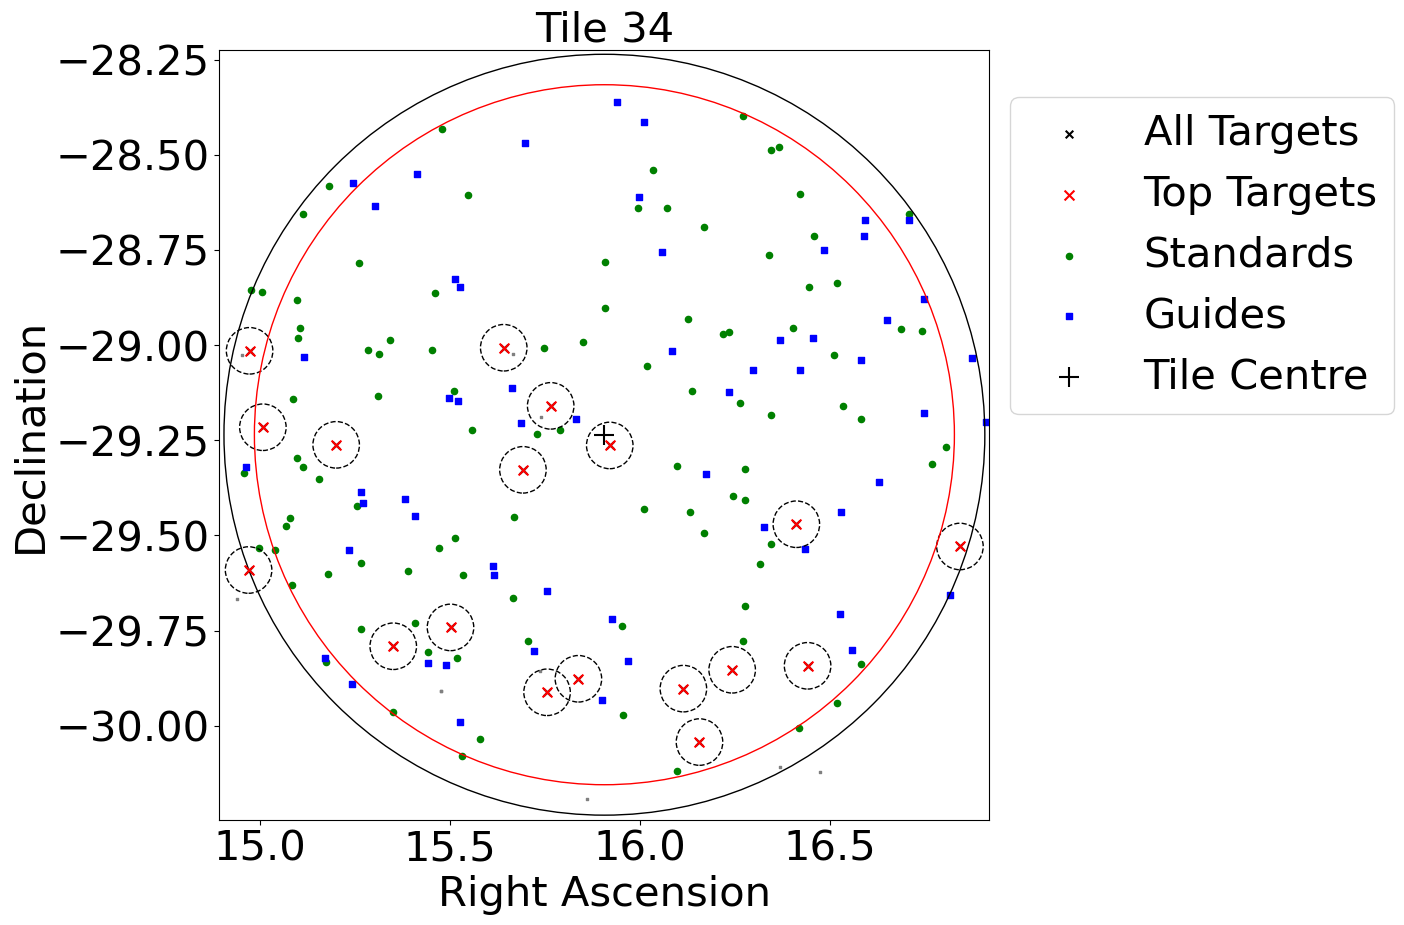 Tile 34
−28.25
−28.50
−28.75
−29.00
−29.25
−29.50
−29.75
−30.00
Declination
15.0 15.5 16.0 16.5
Right Ascension
All Targets
Top Targets
Standards
Guides
Tile Centre